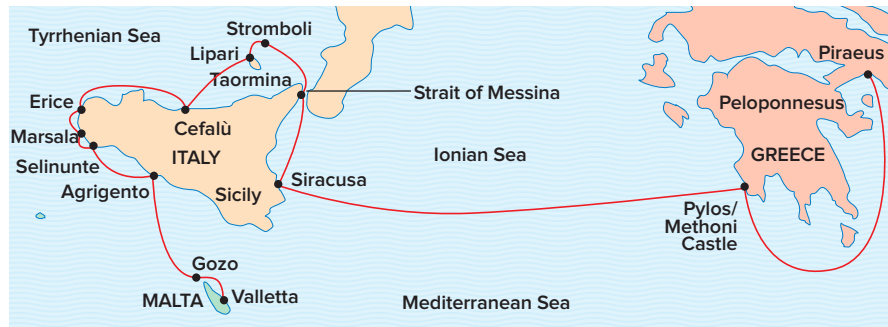 Stromboli
Tyrrhenian Sea
Lipari
Piraeus
Taormina
Strait of Messina
Erice
Peloponnesus
Cefalù
Marsala
ITALY
Ionian Sea
GREECE
Selinunte
Agrigento
Sicily
Siracusa
Pylos/
Methoni
Castle
Gozo
MALTA
Valletta
Mediterranean Sea